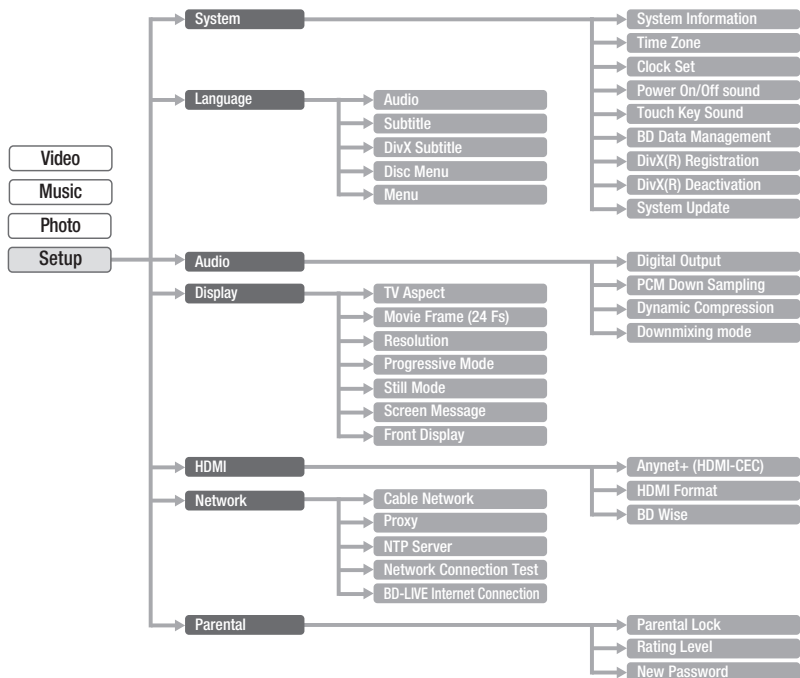 Video
Music
Photo
Setup
System
System Information
Time Zone
Clock Set
Power On/Off sound
Touch Key Sound
BD Data Management
DivX(R) Registration
DivX(R) Deactivation
System Update
Language
Audio
Subtitle
DivX Subtitle
Disc Menu
Menu
Audio
Digital Output
PCM Down Sampling
Dynamic Compression
Downmixing mode
Display
TV Aspect
Movie Frame (24 Fs)
Resolution
Progressive Mode
Still Mode
Screen Message
Front Display
HDMI
Anynet+ (HDMI-CEC)
HDMI Format
BD Wise
Network
Cable Network
Proxy
NTP Server
Network Connection Test
BD-LIVE Internet Connection
Parental
Parental Lock
Rating Level
New Password